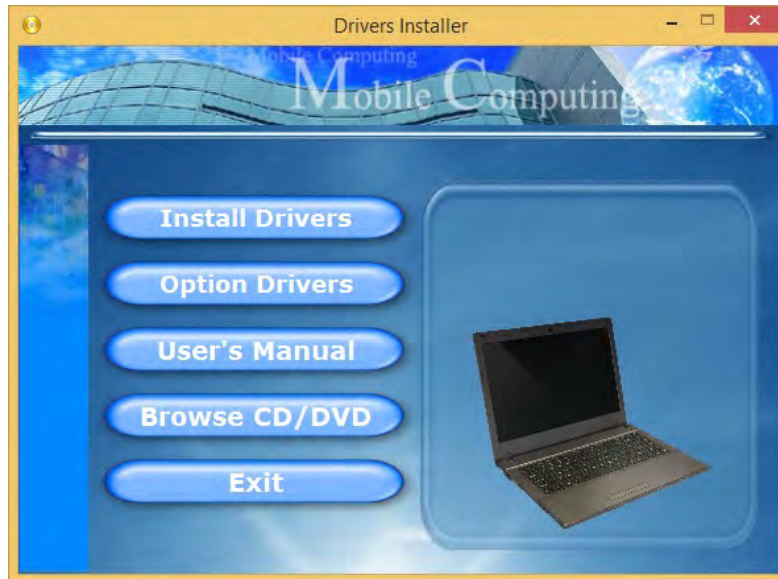 Drivers Installer
Mobile Computing
Mobile Computing
Install Drivers
Option Drivers
User's Manual
Browse CD/DVD
Exit